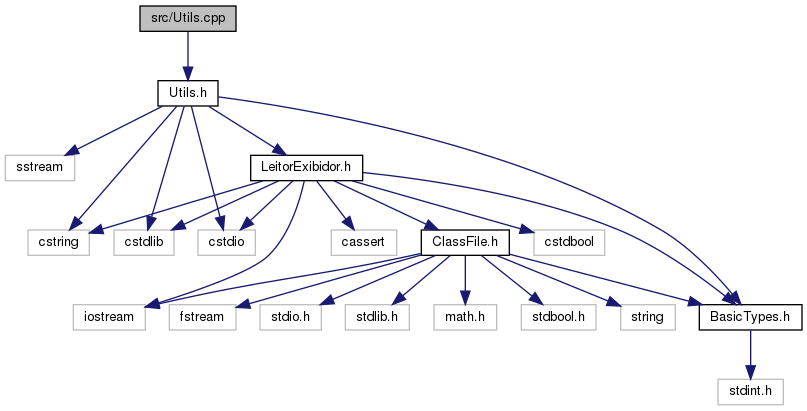 src/Utils.cpp
Utils.h
sstream
LeitorExibidor.h
cstring
cstdlib
cstdio
cassert
ClassFile.h
cstdbool
iostream
fstream
stdio.h
stdlib.h
math.h
stdbool.h
string
BasicTypes.h
stdint.h